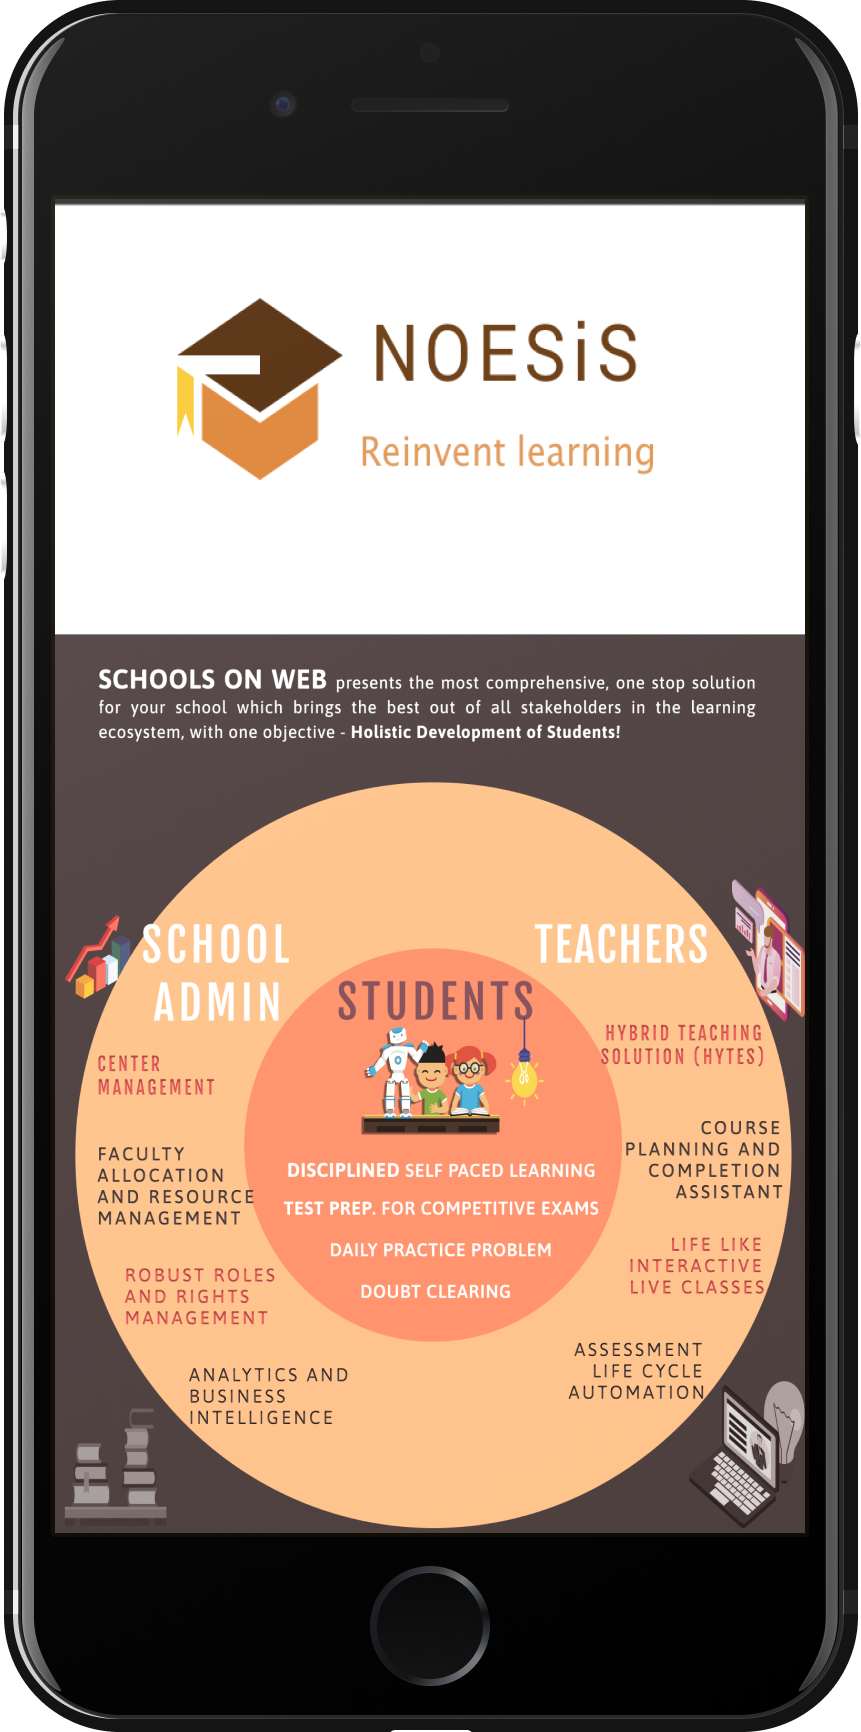 NOESiS
Reinvent learning
SCHOOLS ON WEB presents the most comprehensive, one stop solution
for your school which brings the best out of all stakeholders in the learning
ecosystem, with one objective - Holistic Development of Students!
SCHOOL
ADMIN
CENTER
MANAGEMENT
FACULTY
ALLOCATION
AND RESOURCE
MANAGEMENT
ROBUST ROLES
AND RIGHTS
MANAGEMENT
ANALYTICS AND
BUSINESS
INTELLIGENCE
STUDENTS
DISCIPLINED SELF PACED LEARNING
TEST PREP. FOR COMPETITIVE EXAMS
DAILY PRACTICE PROBLEM
DOUBT CLEARING
TEACHERS
HYBRID TEACHING
SOLUTION (HYTES)
COURSE
PLANNING AND
COMPLETION
ASSISTANT
LIFE LIKE
INTERACTIVE
LIVE CLASSES
ASSESSMENT
LIFE CYCLE
AUTOMATION